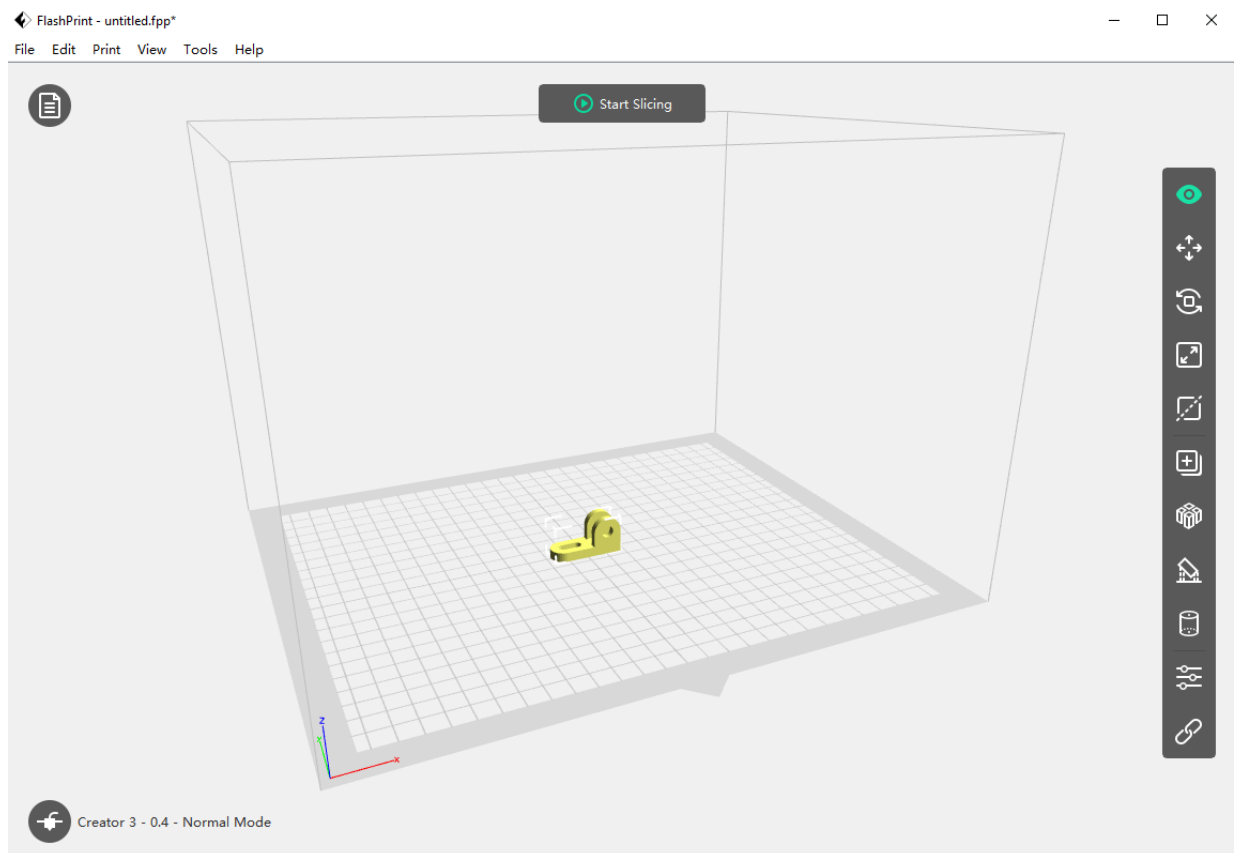 FlashPrint - untitled.fpp*
File Edit Print View Tools Help
Start Slicing
Z
Y
X
Creator 3 - 0.4 - Normal Mode